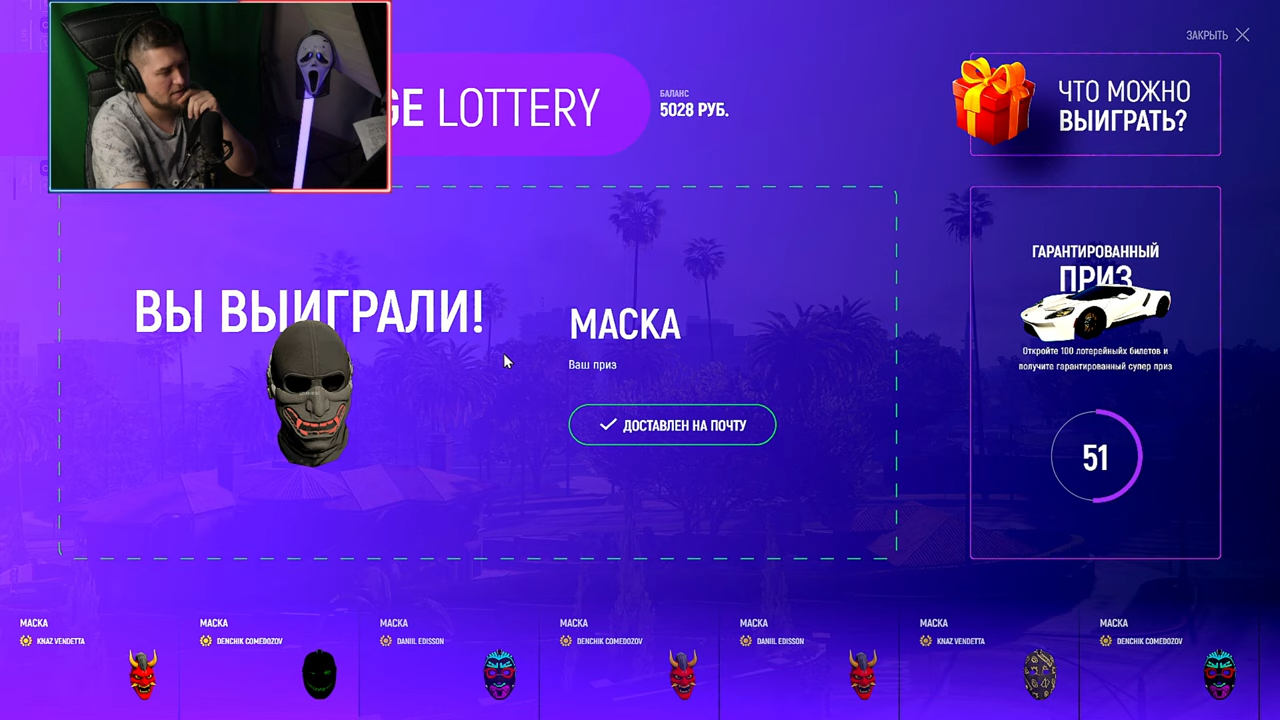 ЗАКРЫТЬ
GE LOTTERY
БАЛАНС
5028 РУБ.
ЧТО МОЖНО
ВЫИГРАТЬ?
ВЫ ВЫИГРАЛИ!
МАСКА
Ваш приз
ДОСТАВЛЕН НА ПОЧТУ
ГАРАНТИРОВАННЫЙ
ПРИЗ
Откройте 100 лотерейныйх билетов и
получите гарантированный супер приз
51
МАСКА
KNAZ VENDETTA
МАСКА
DENCHIK COMEDOZOV
МАСКА
DANIIL EDISSON
МАСКА
DENCHIK COMEDOZOV
МАСКА
DANIIL EDISSON
МАСКА
KNAZ VENDETTA
МАСКА
DENCHIK COMEDOZOV